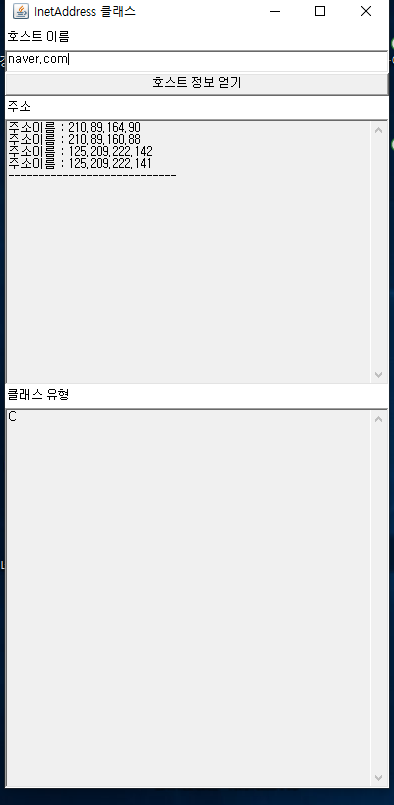 InetAddress 클래스
호스트 이름
naver.com
호스트 정보 얻기
주소
주소이름 : 210.89.164.90
주소이름 : 210.89.160.88
주소이름 : 125.209.222.142
주소이름 : 125.209.222.141
----------------------------
클래스 유형
C